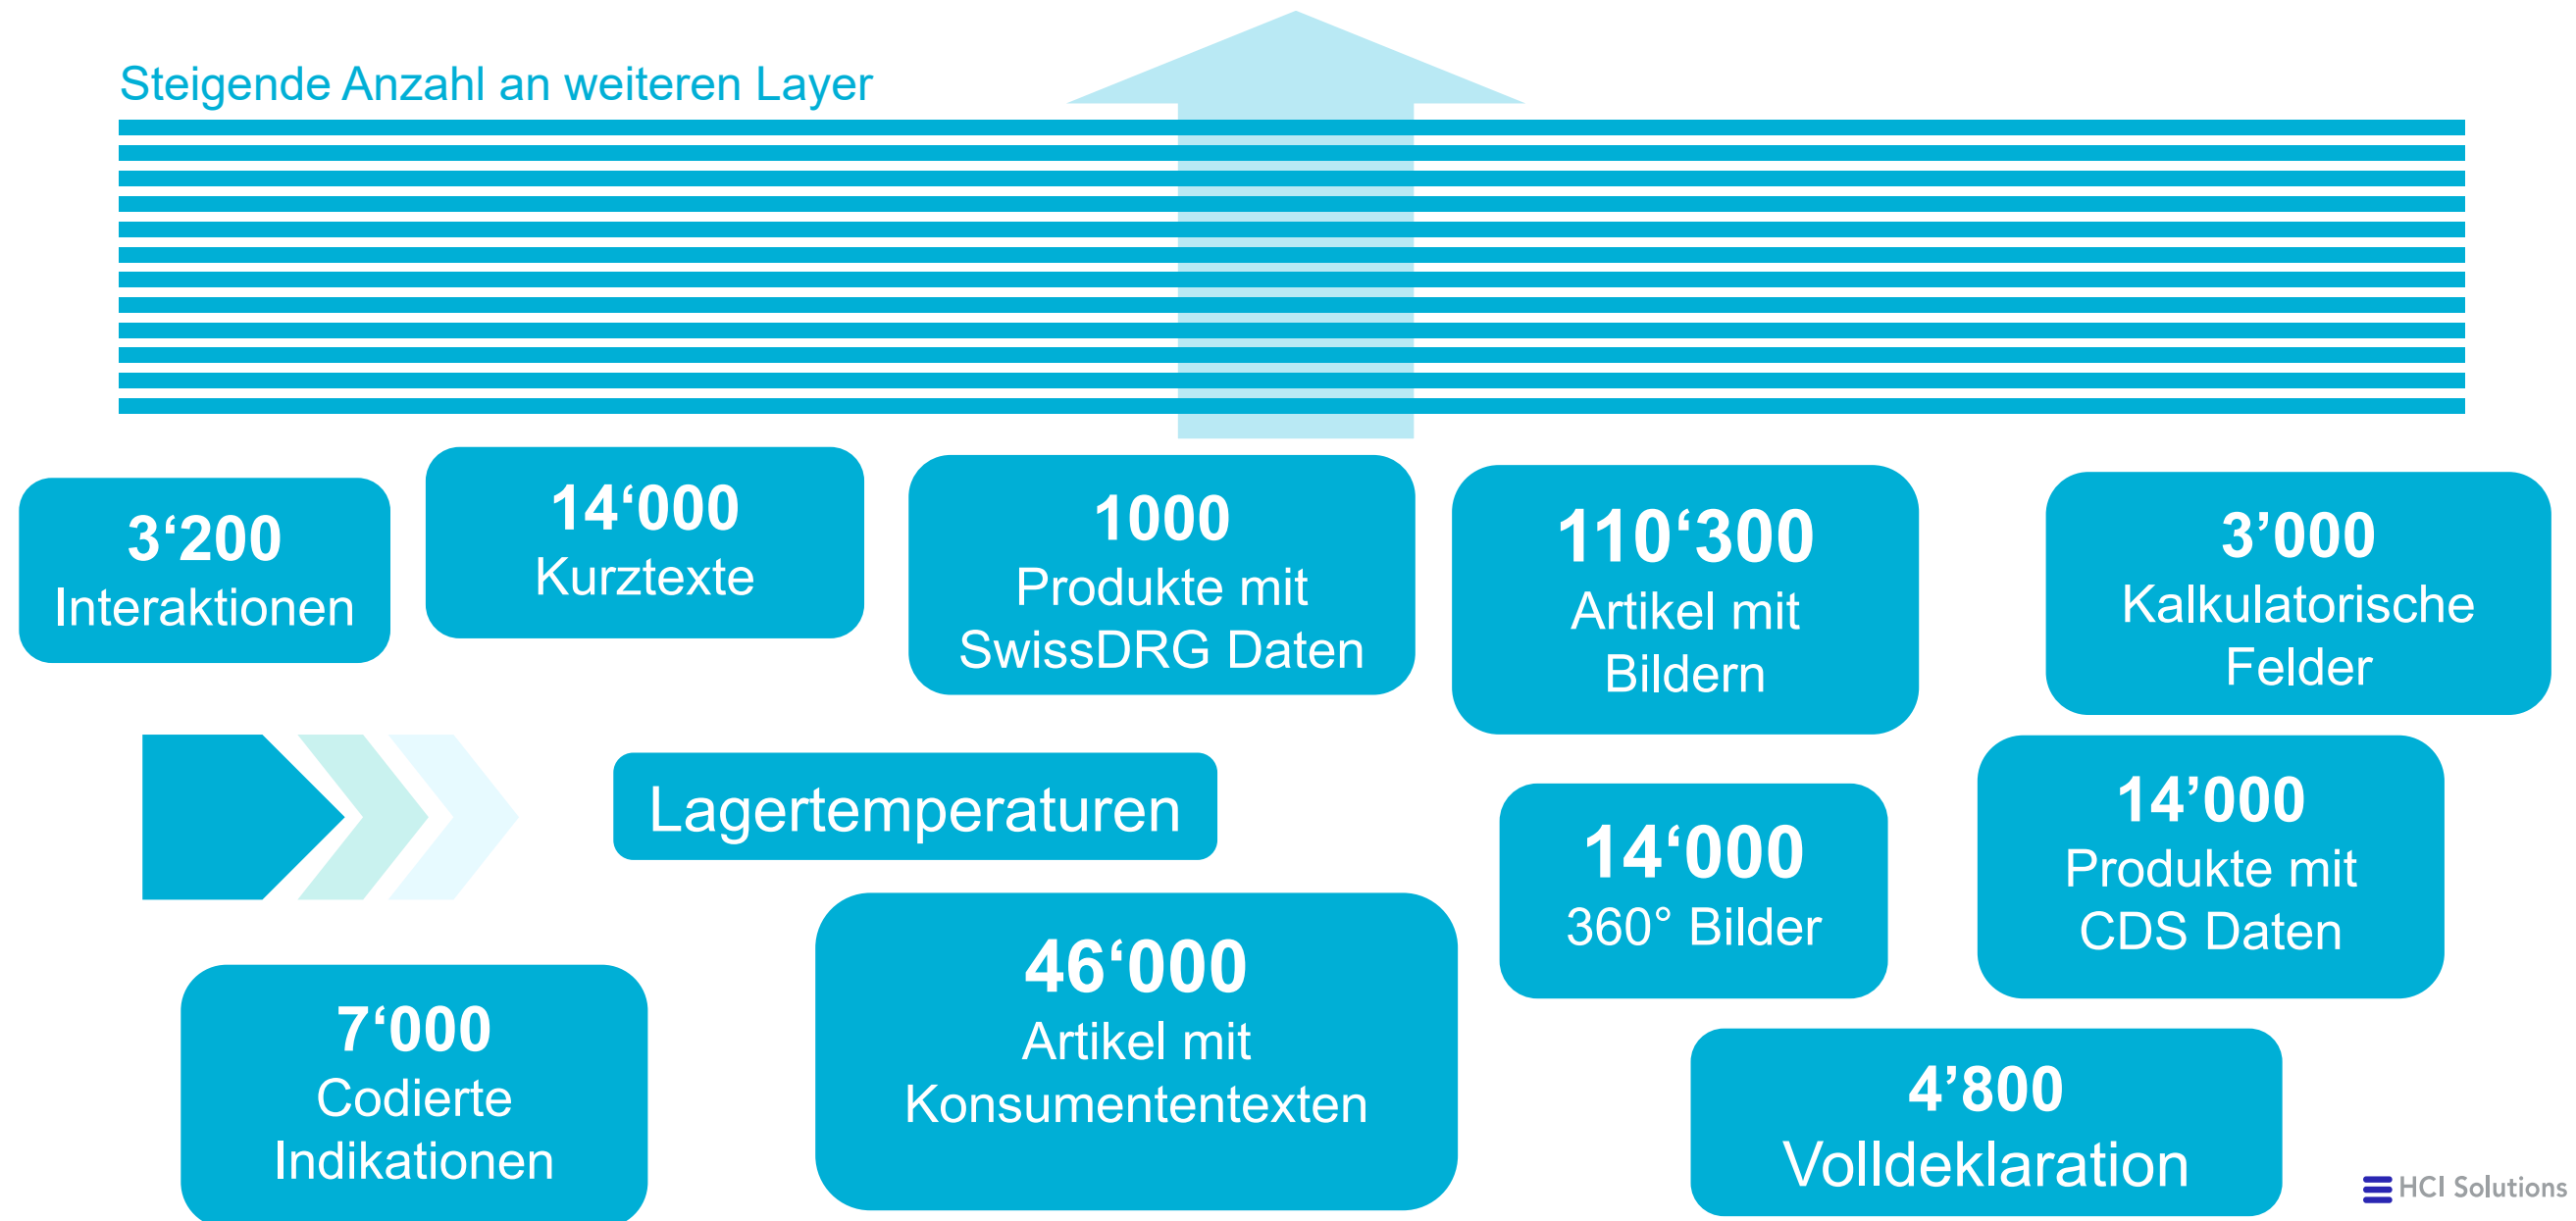 Steigende Anzahl an weiteren Layer
3‘200
Interaktionen
14‘000
Kurztexte
1000
Produkte mit
SwissDRG Daten
110‘300
Artikel mit
Bildern
3’000
Kalkulatorische
Felder
Lagertemperaturen
14‘000
360° Bilder
14’000
Produkte mit
CDS Daten
7‘000
Codierte
Indikationen
46‘000
Artikel mit
Konsumententexten
4’800
Volldeklaration
HCI Solutions